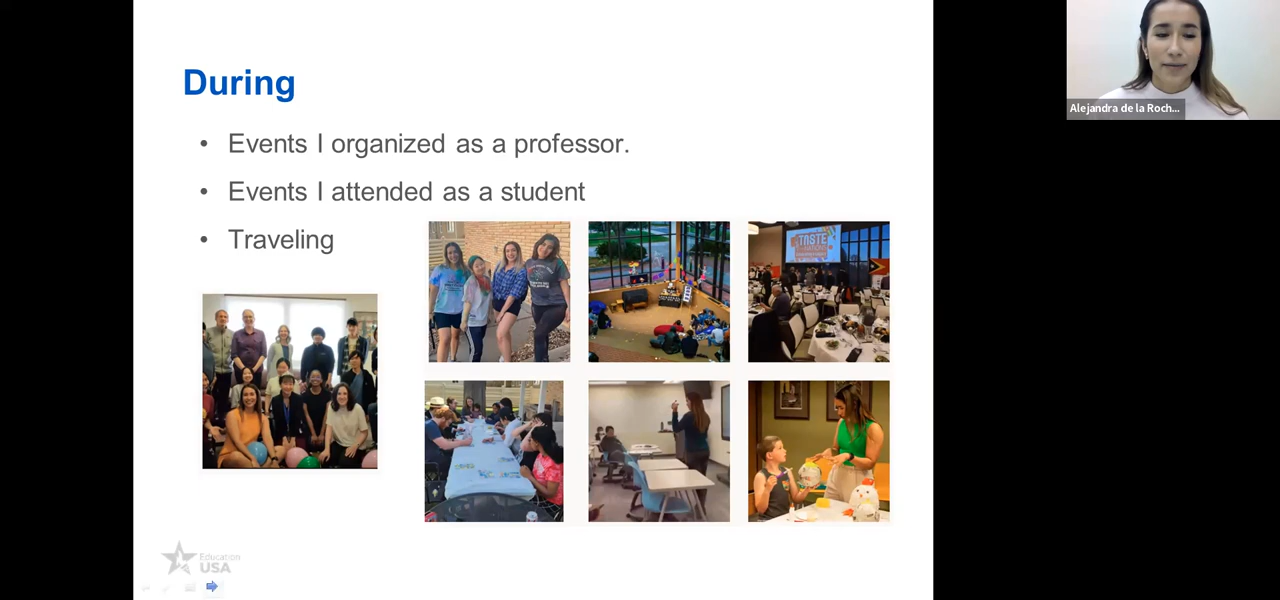 During
• Events I organized as a professor.
• Events I attended as a student
• Traveling
TASTE
Education
USA
Alejandra de la Roch...